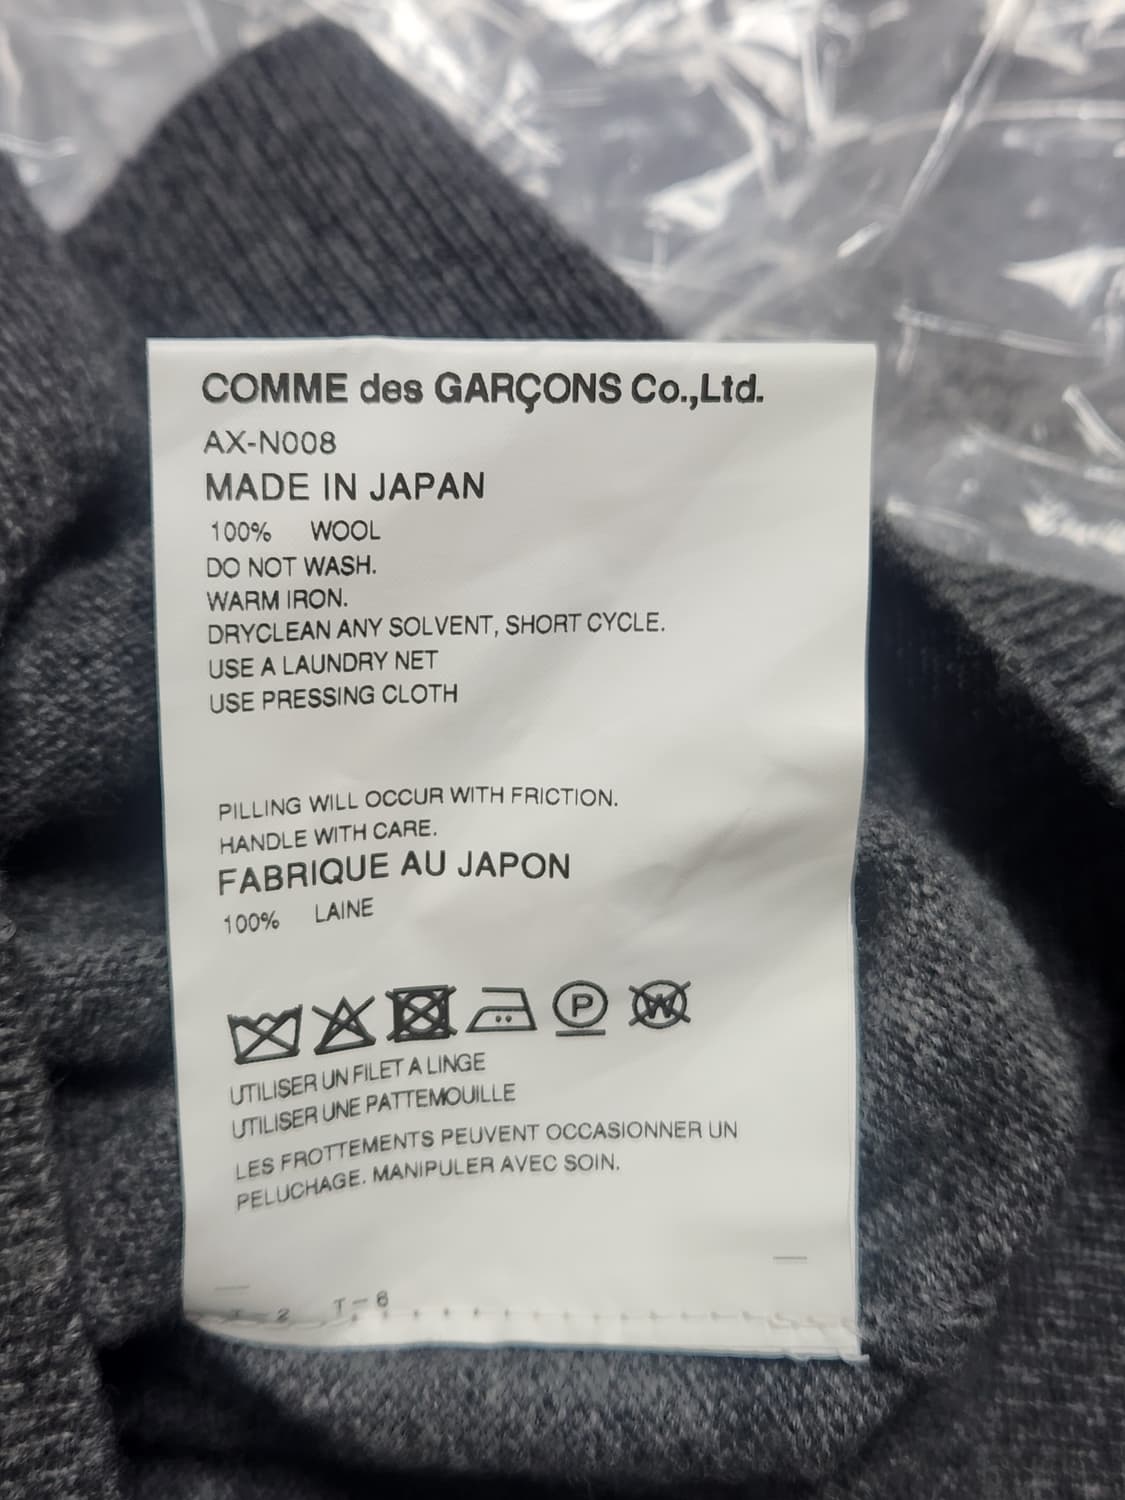 COMME des GARÇONS Co.,Ltd.
AX-N008
MADE IN JAPAN
100% WOOL
DO NOT WASH.
WARM IRON.
DRYCLEAN ANY SOLVENT, SHORT CYCLE.
USE A LAUNDRY NET
USE PRESSING CLOTH
PILLING WILL OCCUR WITH FRICTION.
HANDLE WITH CARE.
FABRIQUE AU JAPON
100% LAINE
P W
UTILISER UN FILET A LINGE
UTILISER UNE PATTEMOUILLE
LES FROTTEMENTS PEUVENT OCCASIONNER UN
PELUCHAGE. MANIPULER AVEC SOIN.
T-6